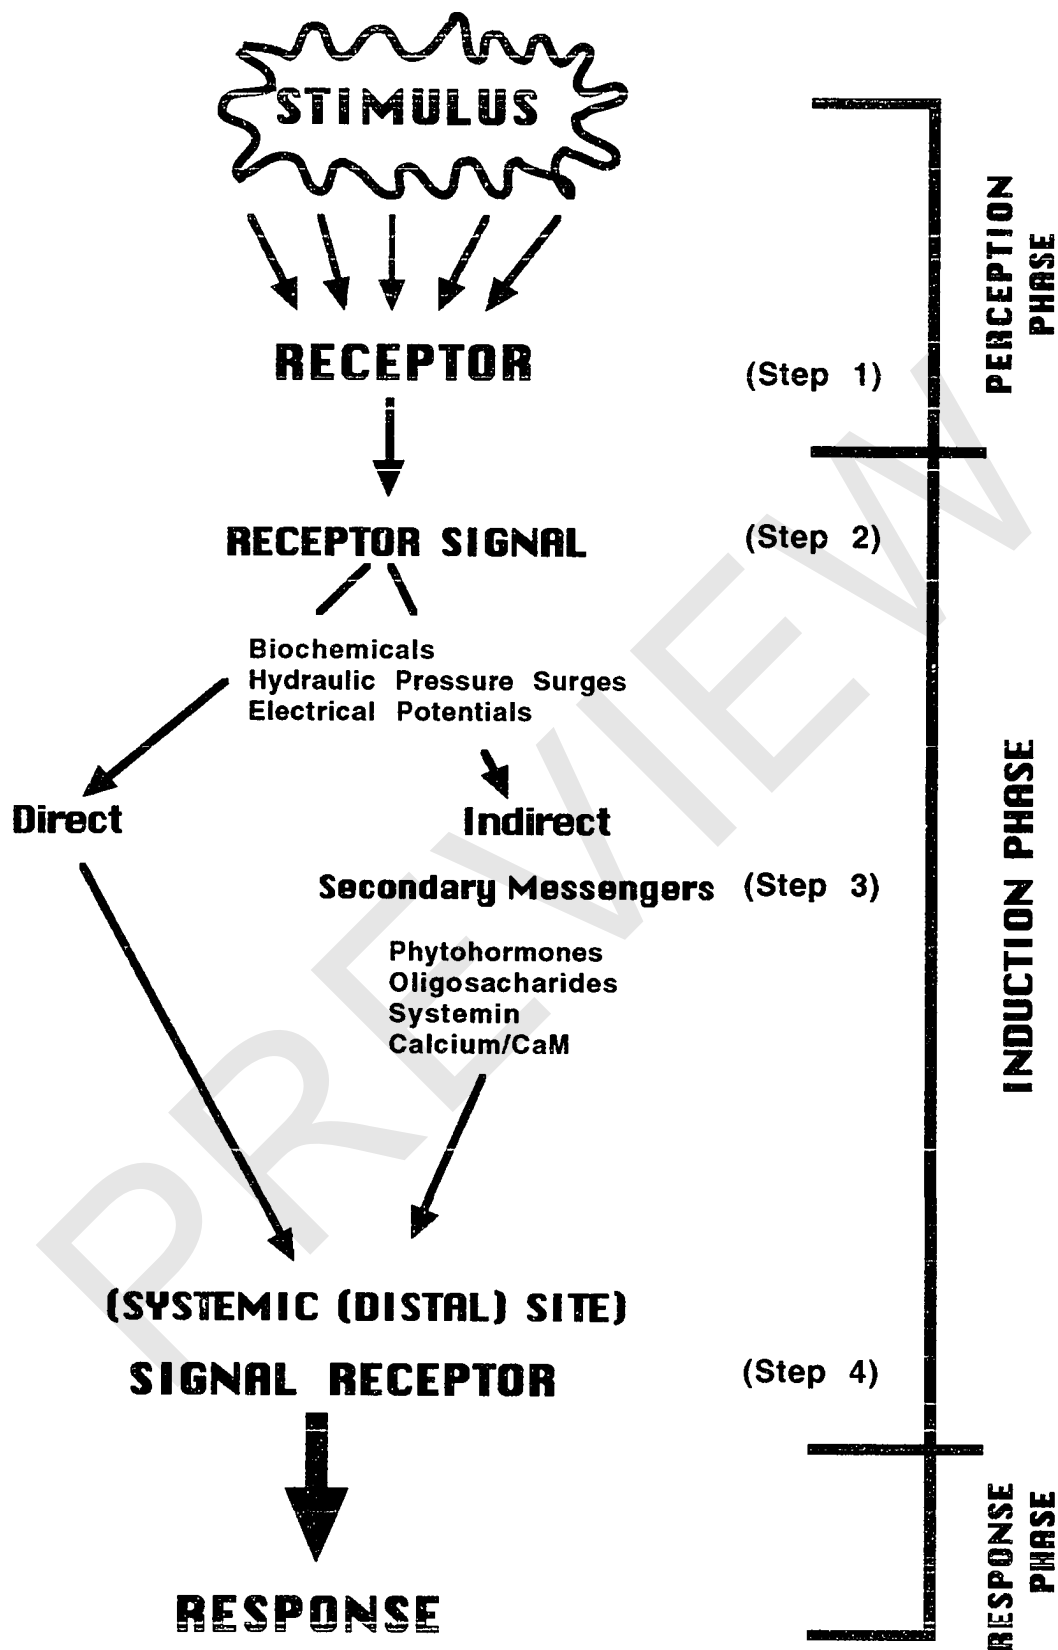 STIMULUS
RECEPTOR
(Step 1)
PERCEPTION
PHASE
RECEPTOR SIGNAL
(Step 2)
Biochemicals
Hydraulic Pressure Surges
Electrical Potentials
Direct
Indirect
Secondary Messengers
(Step 3)
Phytohormones
Oligosacharides
Systemin
Calcium/CaM
INDUCTION PHASE
(SYSTEMIC (DISTAL) SITE)
SIGNAL RECEPTOR
(Step 4)
RESPONSE
RESPONSE
PHASE
PREVIEW